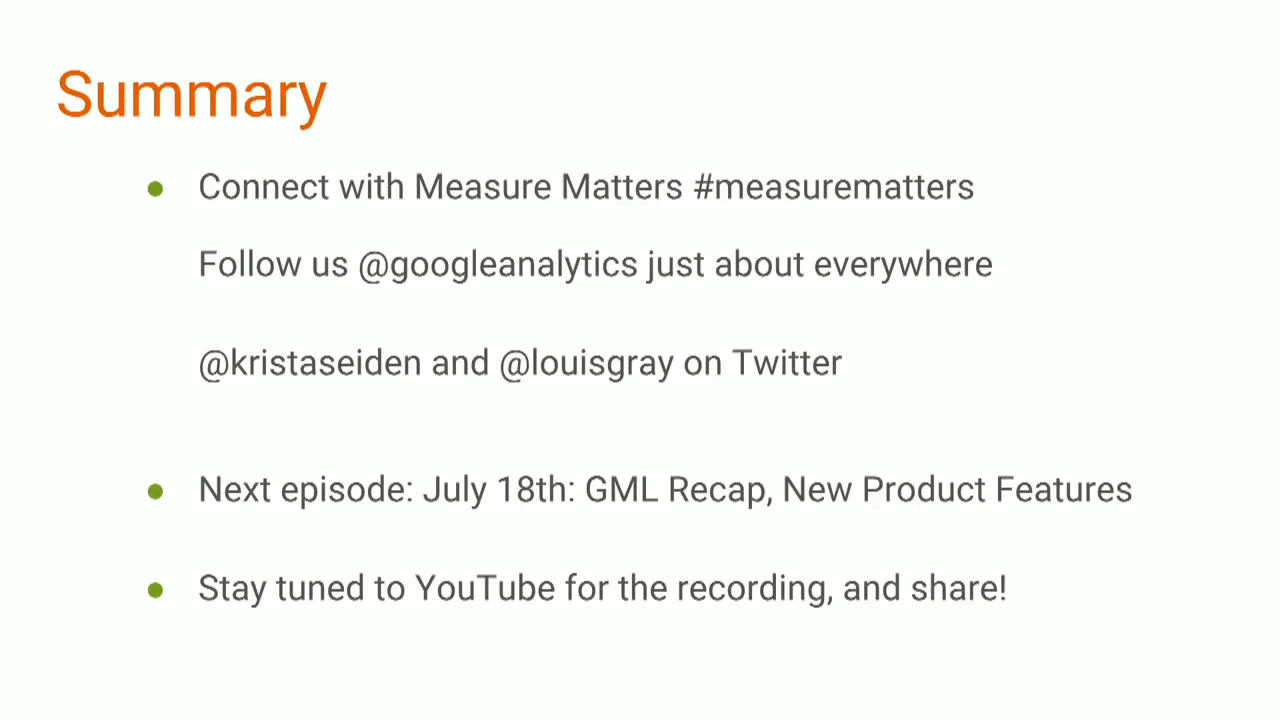 Summary
● Connect with Measure Matters #measurematters
Follow us @googleanalytics just about everywhere
@kristaseiden and @louisgray on Twitter
● Next episode: July 18th: GML Recap, New Product Features
● Stay tuned to YouTube for the recording, and share!